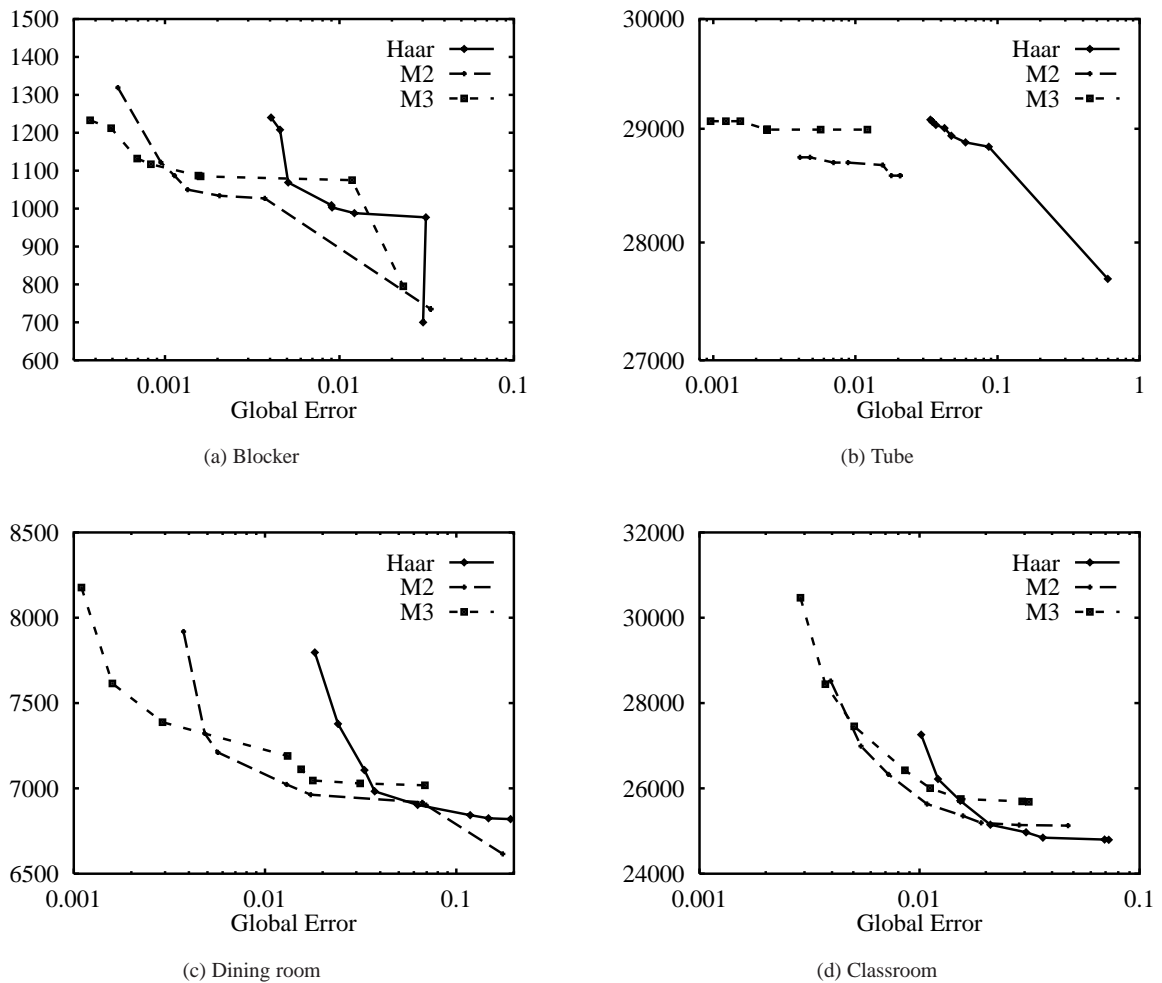 1500
1400
1300
1200
1100
1000
900
800
700
600
0.001 0.01 0.1
Global Error
Haar
M2
M3
(a) Blocker
30000
29000
28000
27000
0.001 0.01 0.1 1
Global Error
Haar
M2
M3
(b) Tube
8500
8000
7500
7000
6500
0.001 0.01 0.1
Global Error
Haar
M2
M3
(c) Dining room
32000
30000
28000
26000
24000
0.001 0.01 0.1
Global Error
Haar
M2
M3
(d) Classroom